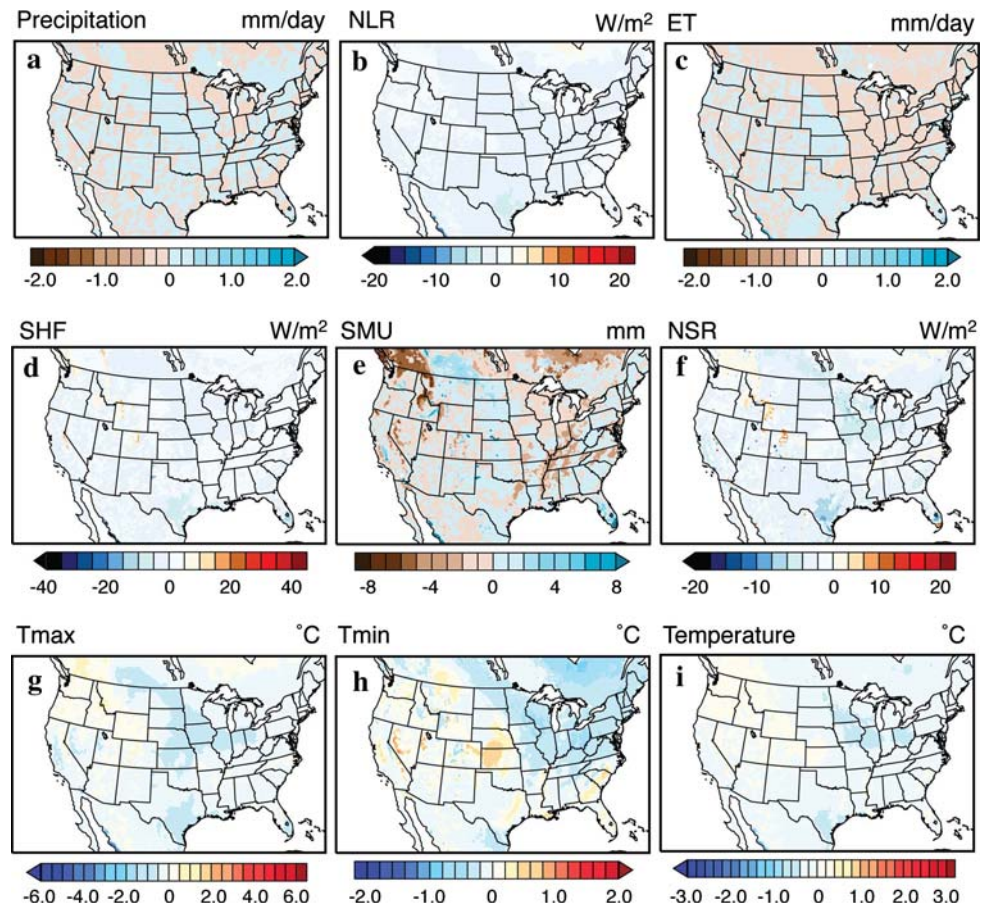 Precipitation mm/day
a
-2.0 -1.0 0 1.0 2.0
NLR W/m²
b
-20 -10 0 10 20
ET mm/day
c
-2.0 -1.0 0 1.0 2.0
SHF W/m²
d
-40 -20 0 20 40
SMU mm
e
-8 -4 0 4 8
NSR W/m²
f
-20 -10 0 10 20
Tmax °C
g
-6.0 -4.0 -2.0 0 2.0 4.0 6.0
Tmin °C
h
-2.0 -1.0 0 1.0 2.0
Temperature °C
i
-3.0 -2.0 -1.0 0 1.0 2.0 3.0